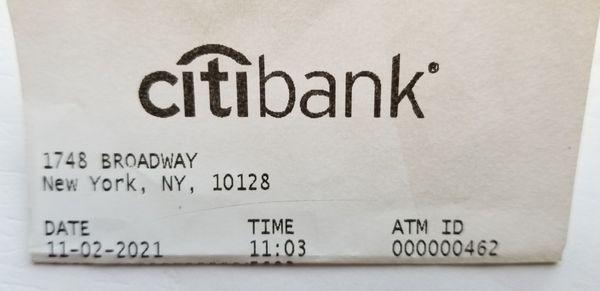 citibank®
1748 BROADWAY
New York, NY, 10128
DATE TIME ATM ID
11-02-2021 11:03 000000462